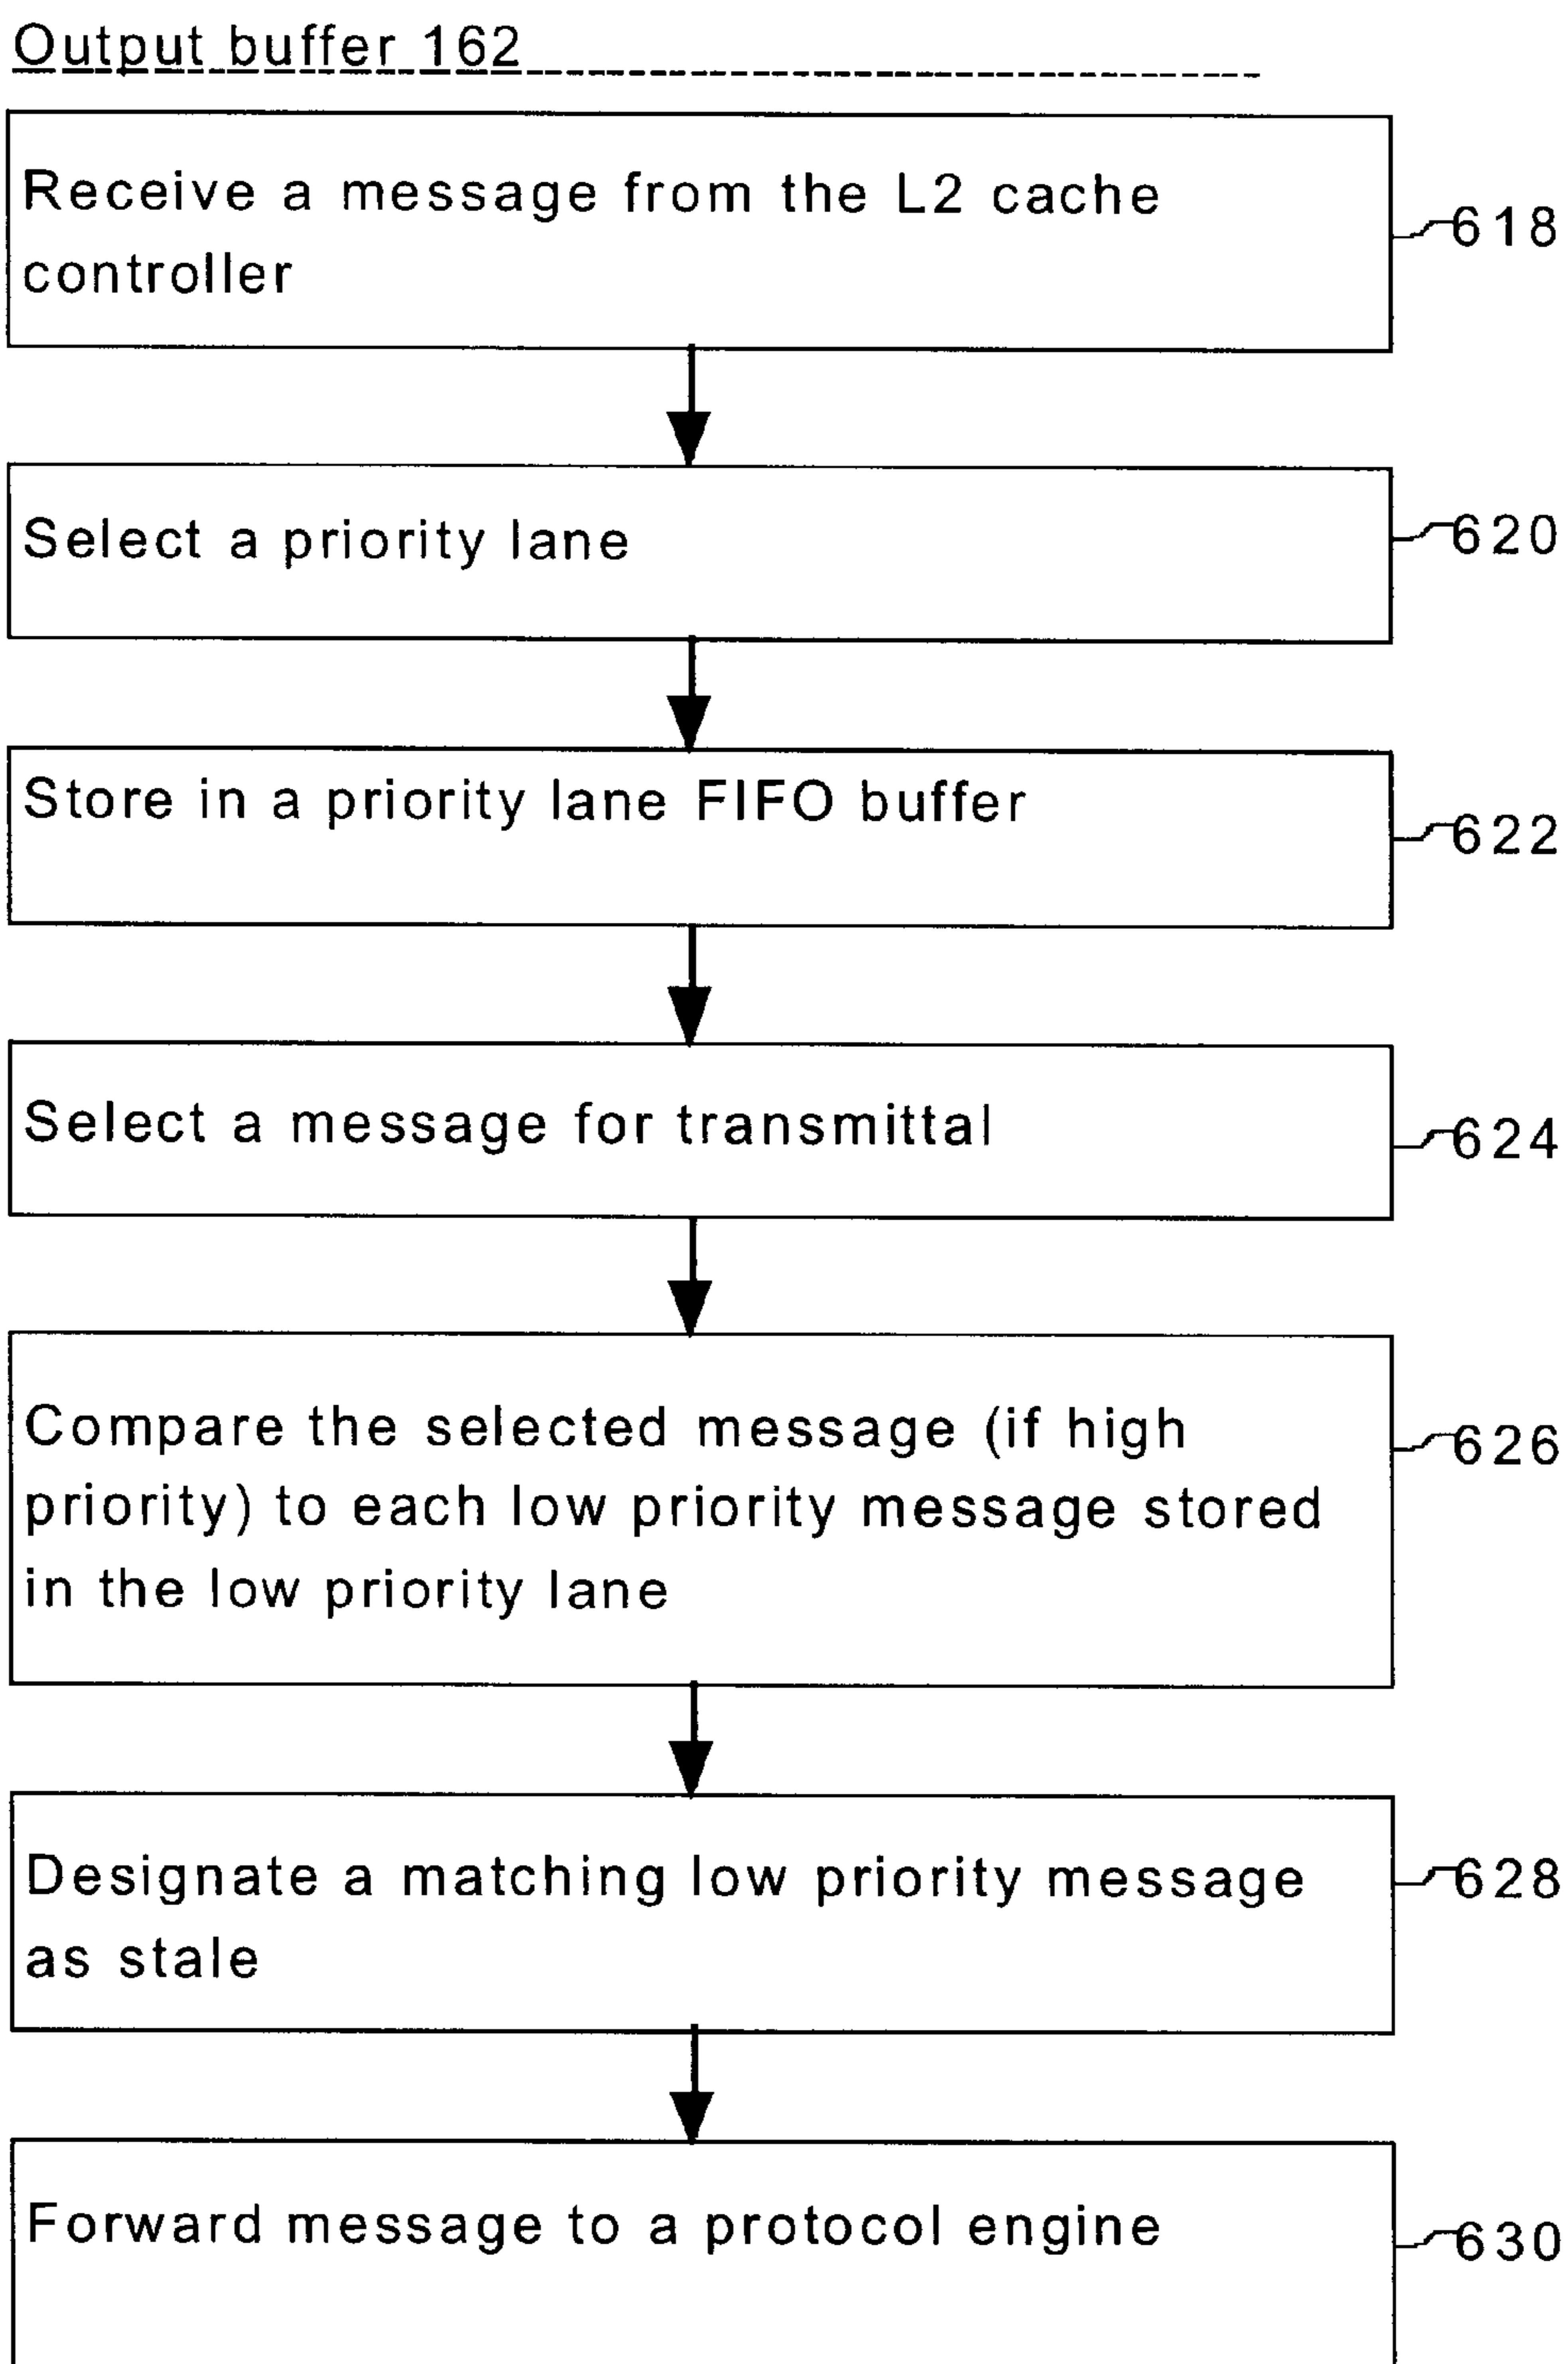 Output buffer 162
Receive a message from the L2 cache
controller
618
Select a priority lane
620
Store in a priority lane FIFO buffer
622
Select a message for transmittal
624
Compare the selected message (if high
priority) to each low priority message stored
in the low priority lane
626
Designate a matching low priority message
as stale
628
Forward message to a protocol engine
630